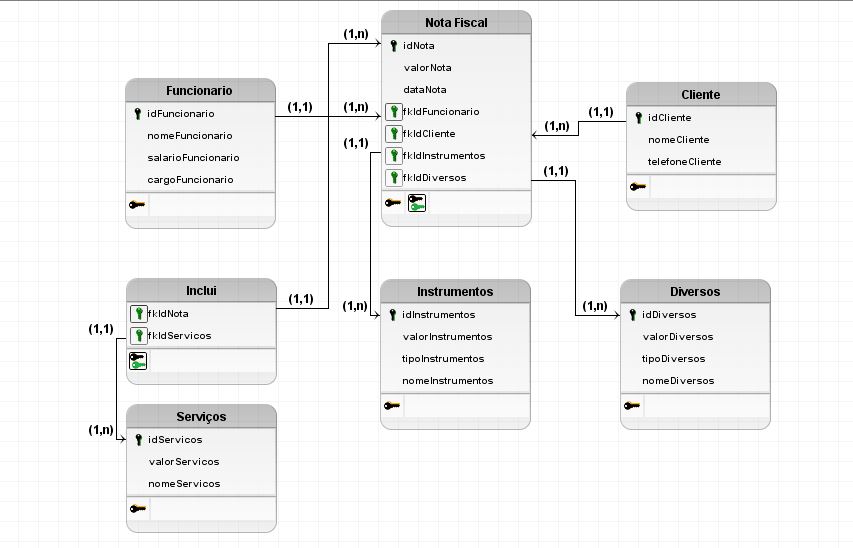 Nota Fiscal
idNota
valorNota
dataNota
fkIdFuncionario
fkIdCliente
fkIdInstrumentos
fkIdDiversos
(1,n)
(1,1)
(1,n)
(1,1)
Funcionario
idFuncionario
nomeFuncionario
salarioFuncionario
cargoFuncionario
Cliente
idCliente
nomeCliente
telefoneCliente
(1,1)
(1,n)
(1,1)
Inclui
fkIdNota
fkIdServicos
(1,1)
(1,1)
(1,n)
Instrumentos
idInstrumentos
valorInstrumentos
tipoInstrumentos
nomeInstrumentos
(1,n)
Diversos
idDiversos
valorDiversos
tipoDiversos
nomeDiversos
(1,n)
Serviços
idServicos
valorServicos
nomeServicos